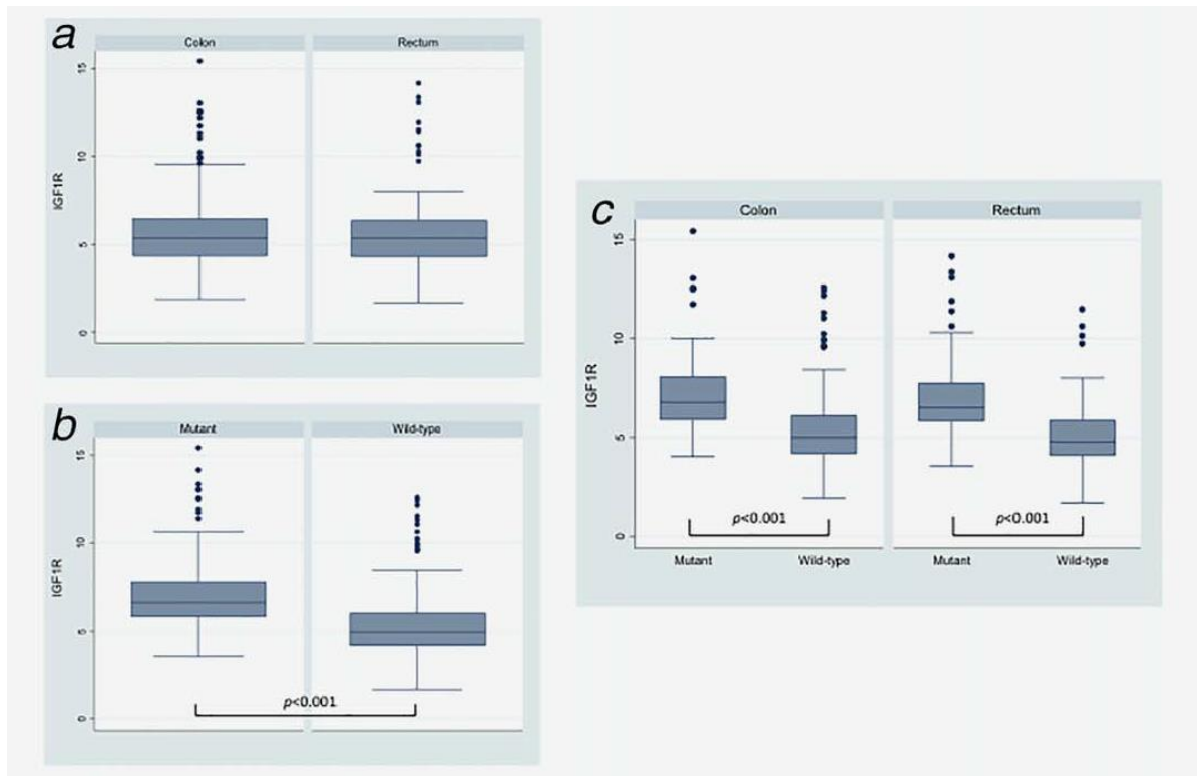 a
Colon Rectum
15
10
5
0
IGF1R
b
Mutant Wild-type
15
10
5
0
IGF1R
p<0.001
c
Colon Rectum
15
10
5
0
IGF1R
p<0.001 p<0.001
Mutant Wild-type Mutant Wild-type